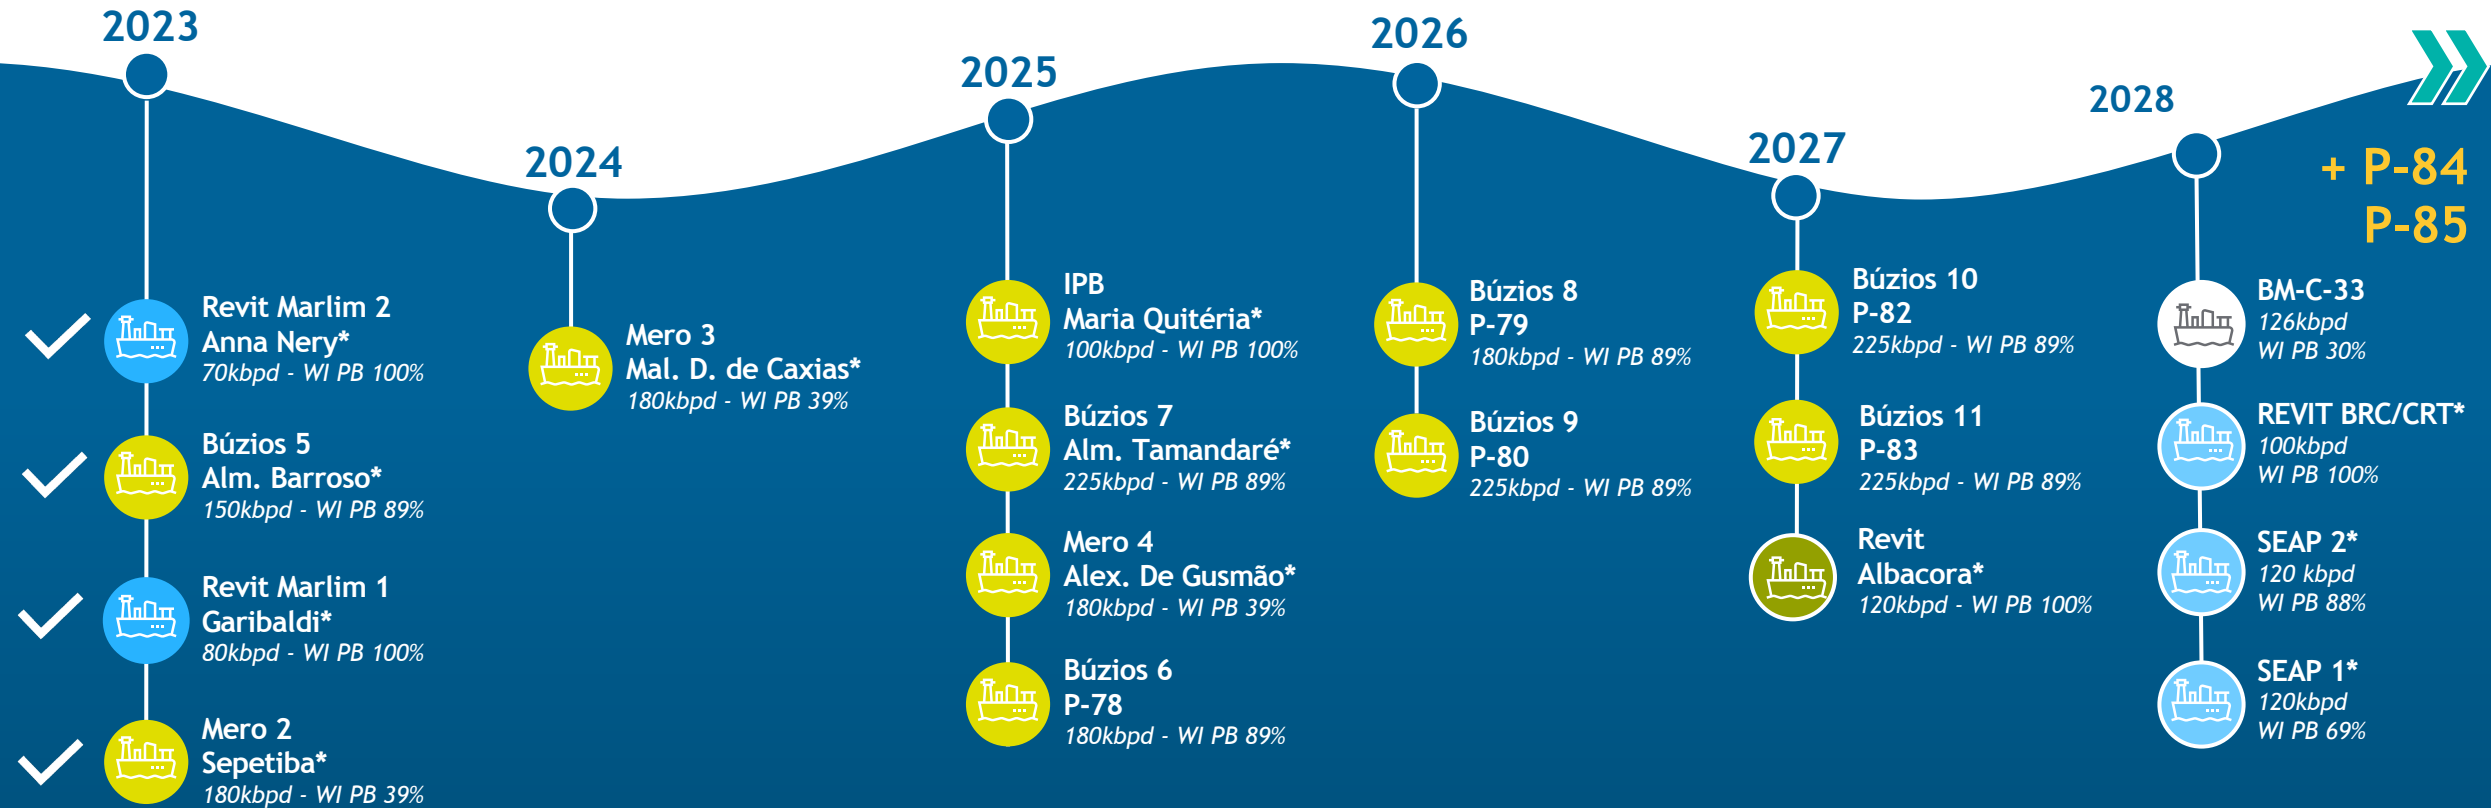 2023
Revit Marlim 2
Anna Nery*
70kbpd - WI PB 100%
Búzios 5
Alm. Barroso*
150kbpd - WI PB 89%
Revit Marlim 1
Garibaldi*
80kbpd - WI PB 100%
Mero 2
Sepetiba*
180kbpd - WI PB 39%
2024
Mero 3
Mal. D. de Caxias*
180kbpd - WI PB 39%
2025
IPB
Maria Quitéria*
100kbpd - WI PB 100%
Búzios 7
Alm. Tamandaré*
225kbpd - WI PB 89%
Mero 4
Alex. De Gusmão*
180kbpd - WI PB 39%
Búzios 6
P-78
180kbpd - WI PB 89%
2026
Búzios 8
P-79
180kbpd - WI PB 89%
Búzios 9
P-80
225kbpd - WI PB 89%
2027
Búzios 10
P-82
225kbpd - WI PB 89%
Búzios 11
P-83
225kbpd - WI PB 89%
Revit
Albacora*
120kbpd - WI PB 100%
2028
BM-C-33
126kbpd
WI PB 30%
REVIT BRC/CRT*
100kbpd
WI PB 100%
SEAP 2*
120 kbpd
WI PB 88%
SEAP 1*
120kbpd
WI PB 69%
+ P-84
P-85